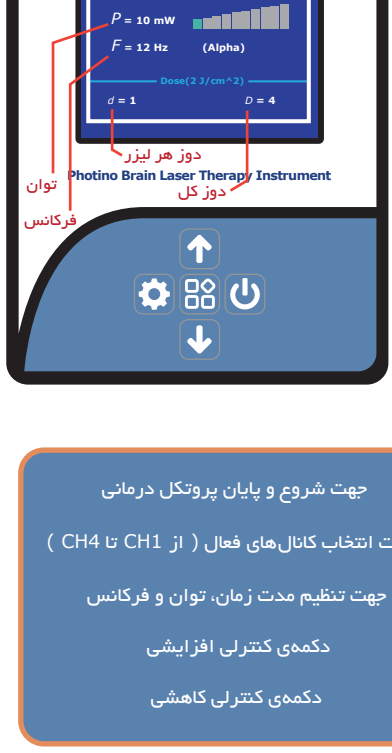 P = 10 mW
F = 12 Hz (Alpha)
Dose(2 J/cm^2)
d = 1 D = 4
دوز هر لیزر
Photino Brain Laser Therapy Instrument
توان
دوز کل
فرکانس
جهت شروع و پایان پروتکل درمانی
انتخاب کانال‌های فعال ( از CH1 تا CH4 )
جهت تنظیم مدت زمان، توان و فرکانس
دکمه‌ی کنترلی افزایشی
دکمه‌ی کنترلی کاهشی